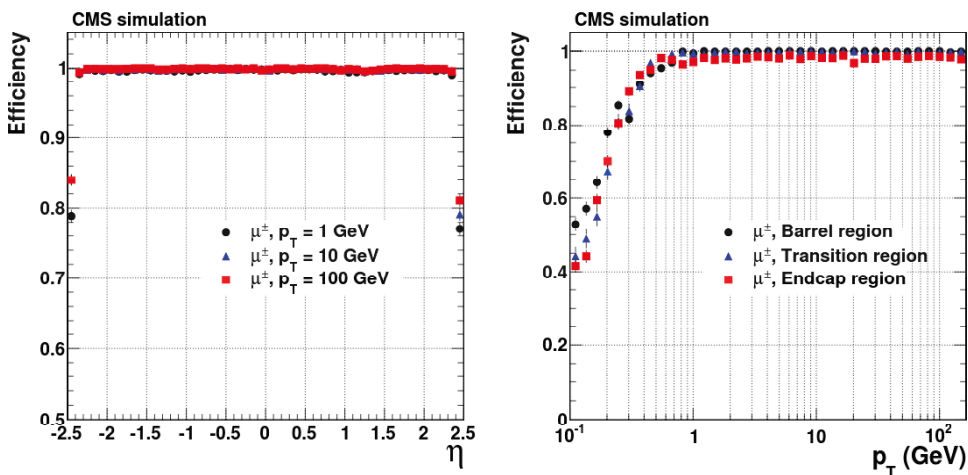 CMS simulation
Efficiency
1
0.9
0.8
0.7
0.6
0.5
μ±, pT = 1 GeV
μ±, pT = 10 GeV
μ±, pT = 100 GeV
-2.5 -2 -1.5 -1 -0.5 0 0.5 1 1.5 2 2.5
η
CMS simulation
Efficiency
1
0.8
0.6
0.4
0.2
0
μ±, Barrel region
μ±, Transition region
μ±, Endcap region
10-1 1 10 102
pT (GeV)